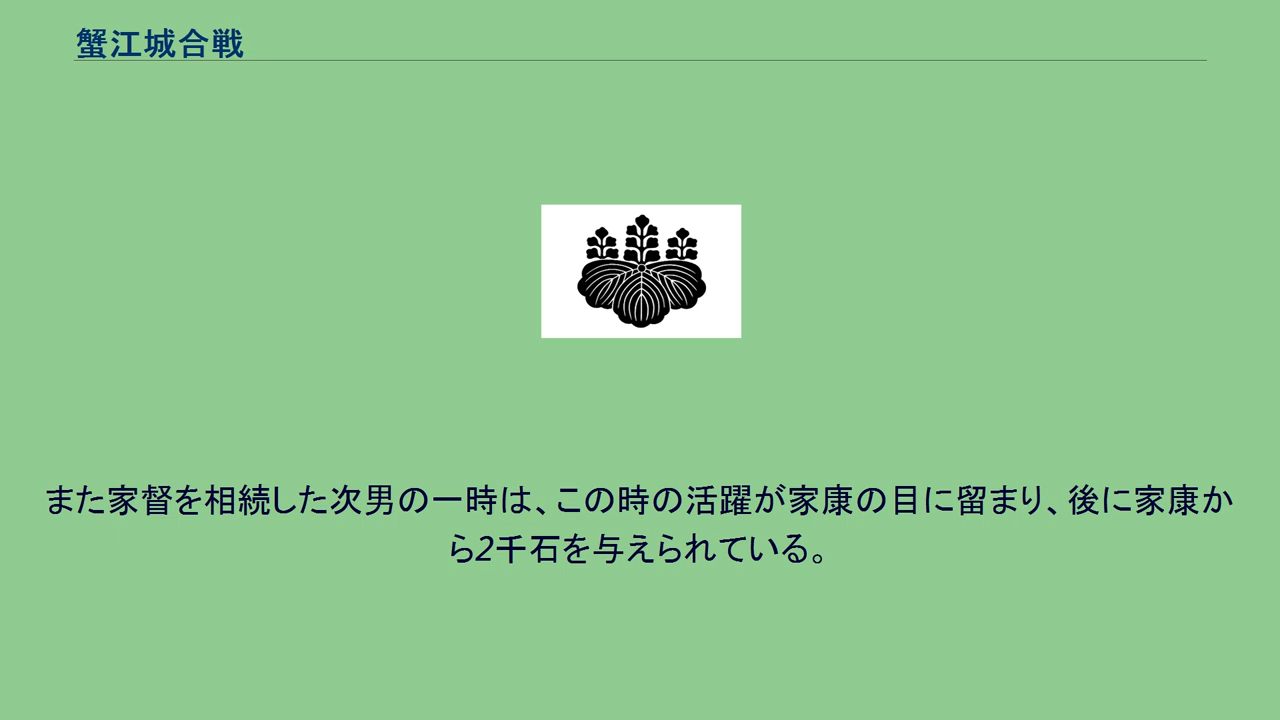 蟹江城合戦
また家督を相続した次男の一時は、この時の活躍が家康の目に留まり、後に家康か
ら2千石を与えられている。